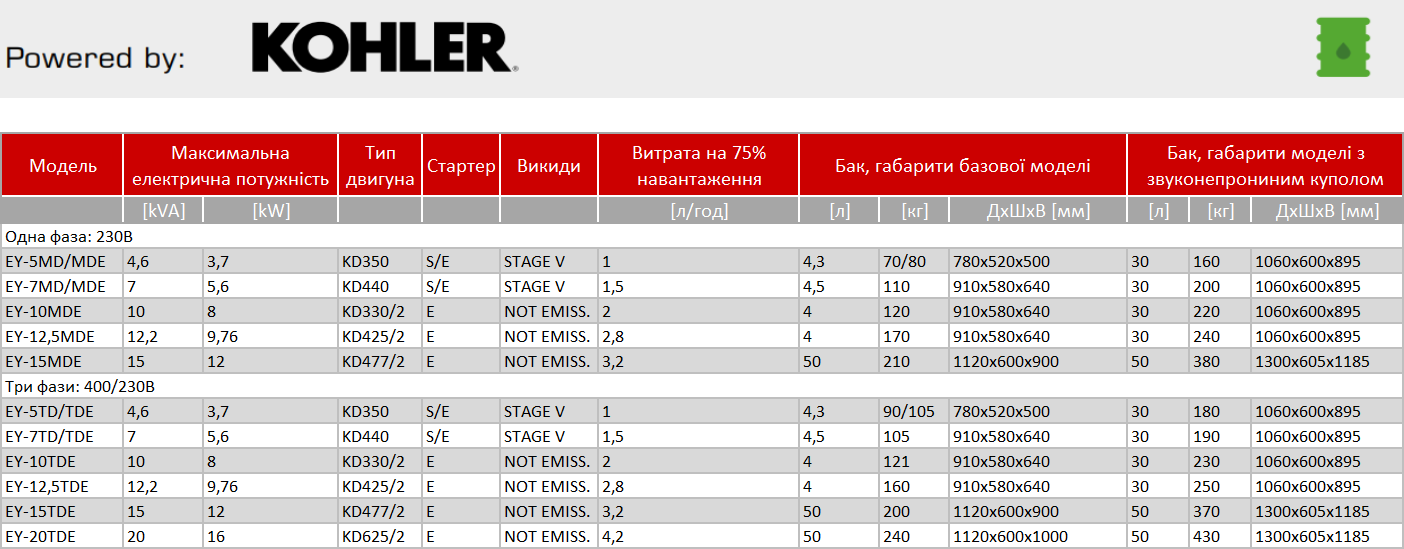 Powered by: KOHLER®
Модель Максимальна електрична потужність Тип двигуна Стартер Викиди Витрата на 75% навантаження Бак, габарити базової моделі Бак, габарити моделі з звуконепрониним куполом
[kVA] [kW] [л/год] [л] [кг] ДxШxВ [мм] [л] [кг] ДxШxВ [мм]
Одна фаза: 230В
EY-5MD/MDE 4,6 3,7 KD350 S/E STAGE V 1 4,3 70/80 780x520x500 30 160 1060x600x895
EY-7MD/MDE 7 5,6 KD440 S/E STAGE V 1,5 4,5 110 910x580x640 30 200 1060x600x895
EY-10MDE 10 8 KD330/2 E NOT EMISS. 2 4 120 910x580x640 30 220 1060x600x895
EY-12,5MDE 12,2 9,76 KD425/2 E NOT EMISS. 2,8 4 170 910x580x640 30 240 1060x600x895
EY-15MDE 15 12 KD477/2 E NOT EMISS. 3,2 50 210 1120x600x900 50 380 1300x605x1185
Три фази: 400/230В
EY-5TD/TDE 4,6 3,7 KD350 S/E STAGE V 1 4,3 90/105 780x520x500 30 180 1060x600x895
EY-7TD/TDE 7 5,6 KD440 S/E STAGE V 1,5 4,5 105 910x580x640 30 190 1060x600x895
EY-10TDE 10 8 KD330/2 E NOT EMISS. 2 4 121 910x580x640 30 230 1060x600x895
EY-12,5TDE 12,2 9,76 KD425/2 E NOT EMISS. 2,8 4 160 910x580x640 30 250 1060x600x895
EY-15TDE 15 12 KD477/2 E NOT EMISS. 3,2 50 200 1120x600x900 50 370 1300x605x1185
EY-20TDE 20 16 KD625/2 E NOT EMISS. 4,2 50 240 1120x600x1000 50 430 1300x605x1185